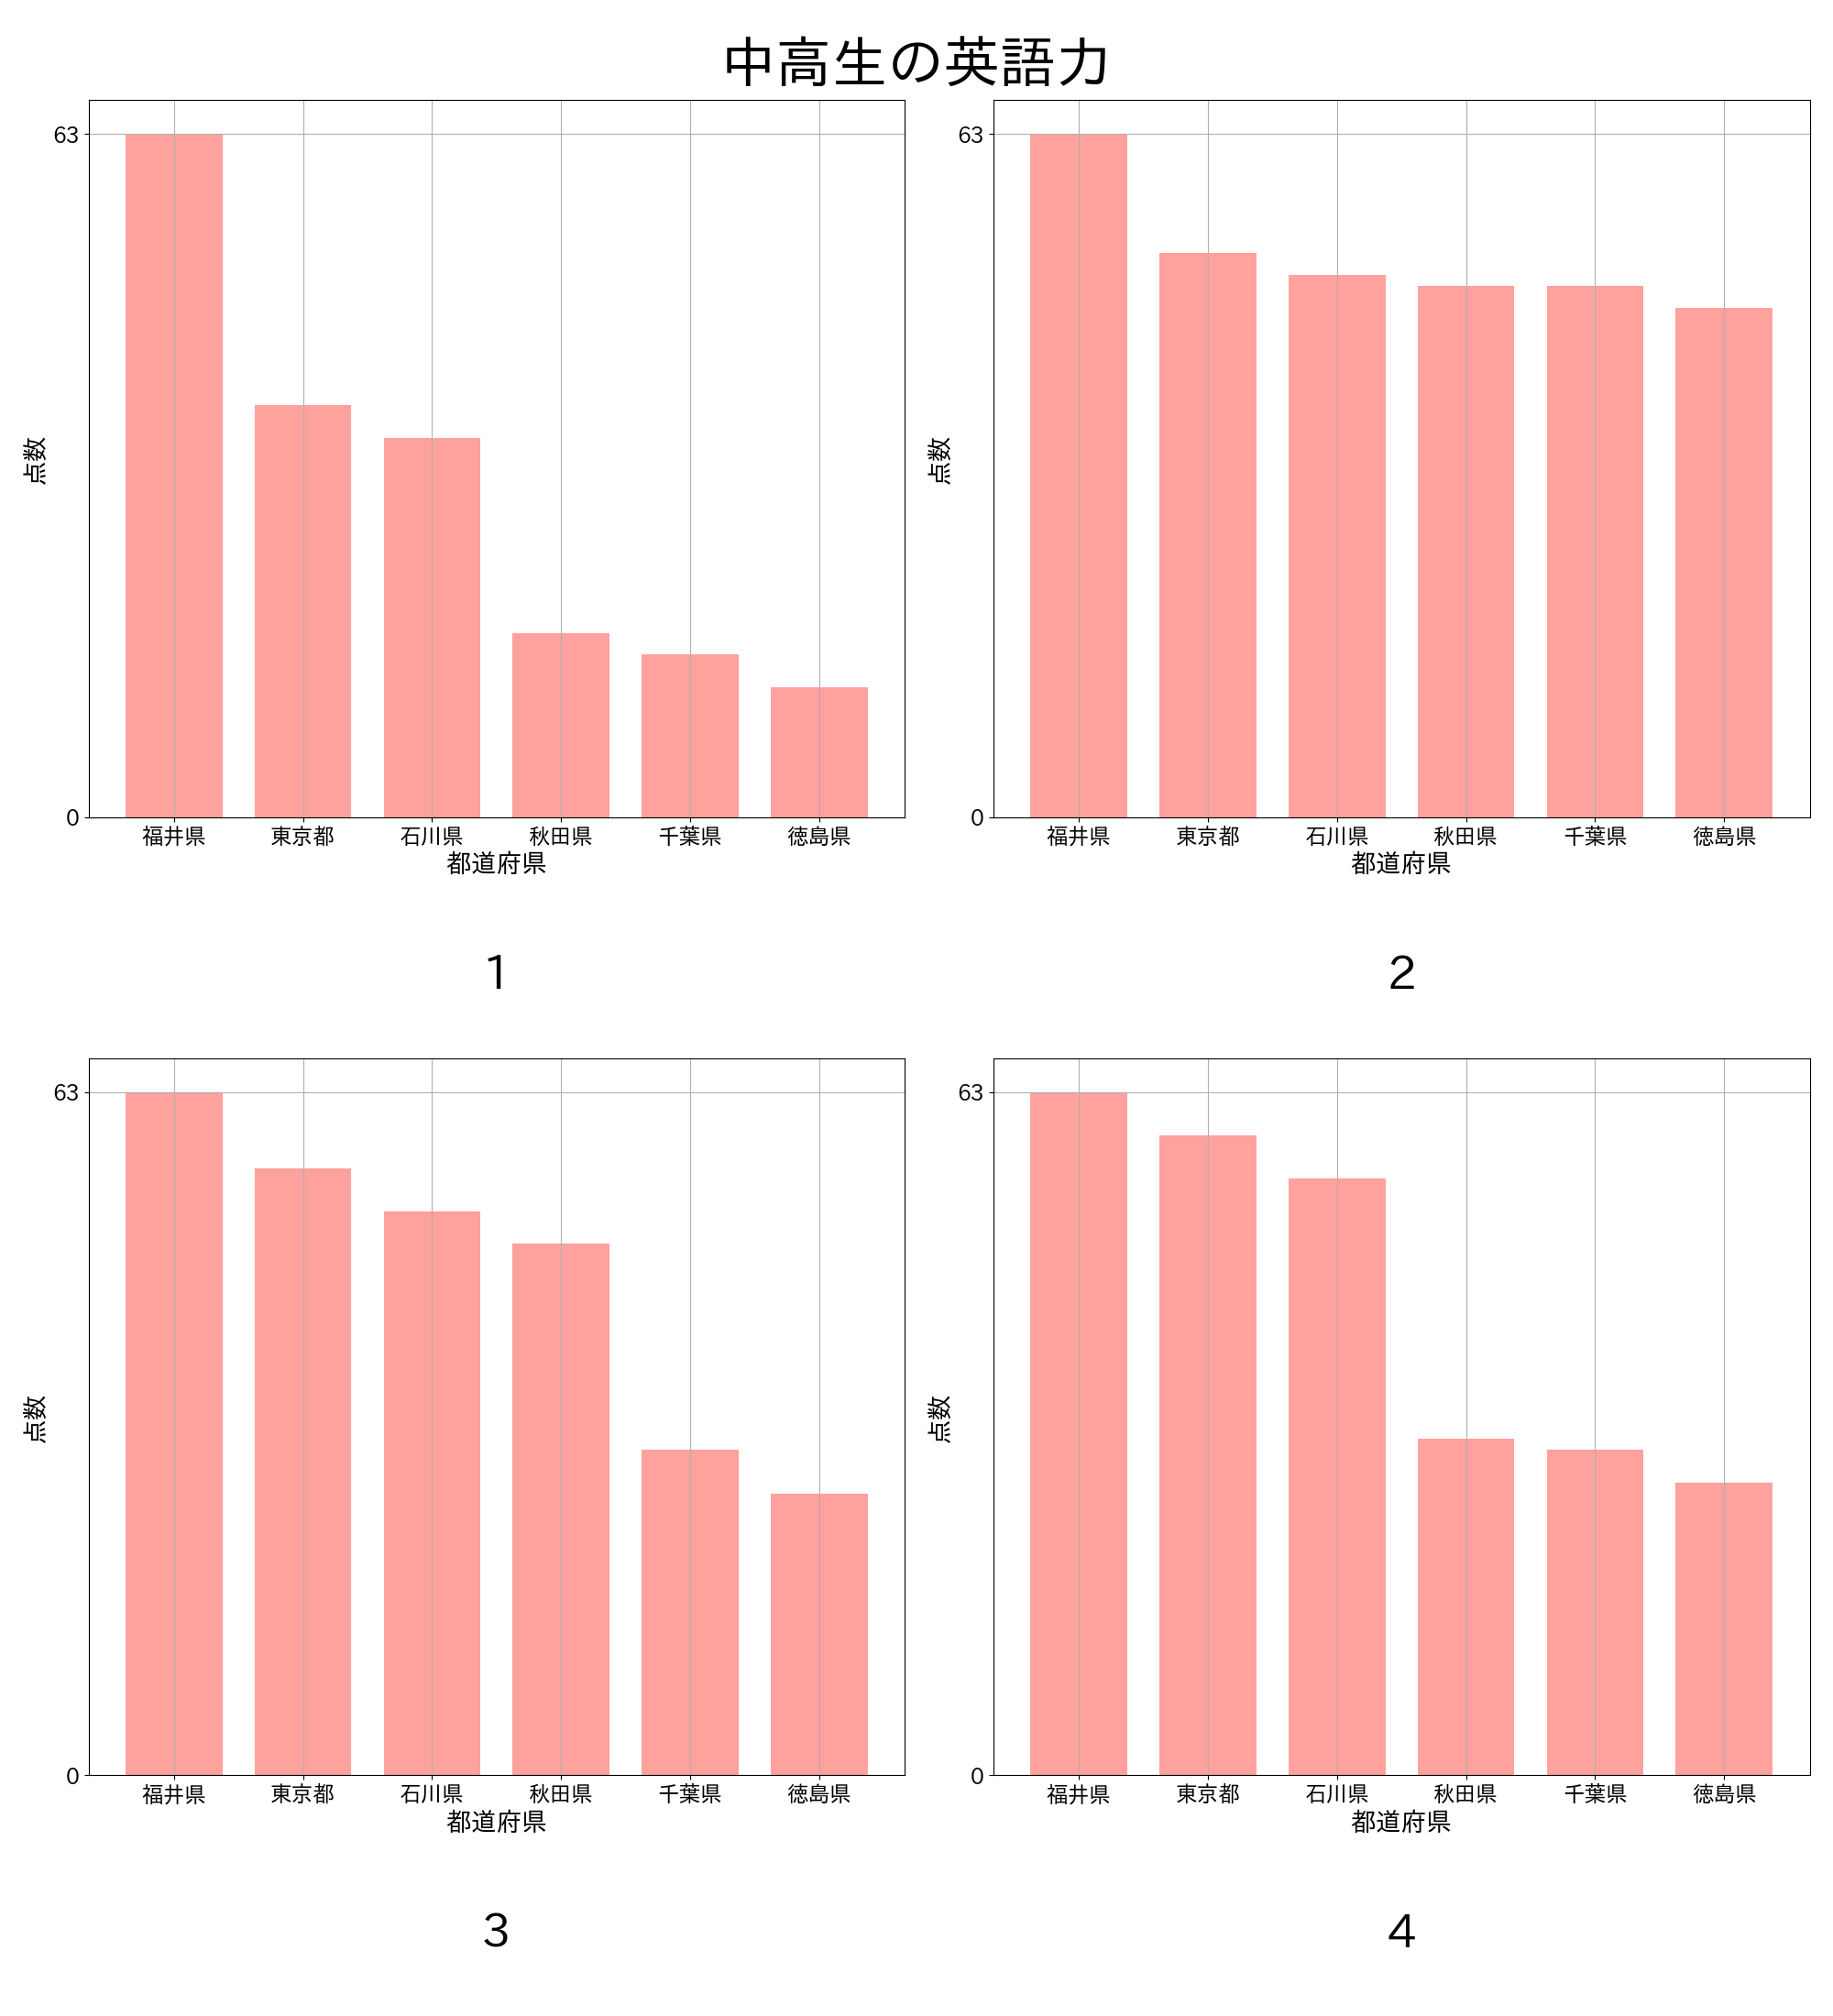 中高生の英語力
63
点数
0
福井県 東京都 石川県 秋田県 千葉県 徳島県
都道府県
1
63
点数
0
福井県 東京都 石川県 秋田県 千葉県 徳島県
都道府県
2
63
点数
0
福井県 東京都 石川県 秋田県 千葉県 徳島県
都道府県
3
63
点数
0
福井県 東京都 石川県 秋田県 千葉県 徳島県
都道府県
4